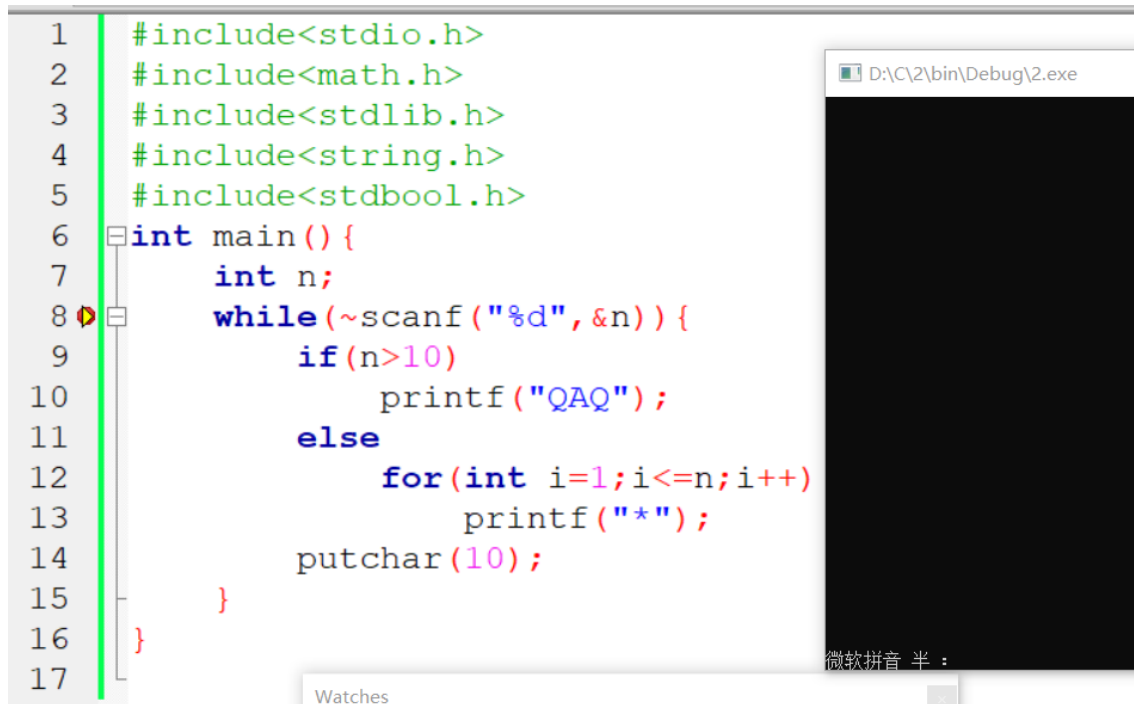 1 #include<stdio.h>
2 #include<math.h>
3 #include<stdlib.h>
4 #include<string.h>
5 #include<stdbool.h>
6 int main(){
7 int n;
8 while(~scanf("%d",&n)){
9 if(n>10)
10 printf("QAQ");
11 else
12 for(int i=1;i<=n;i++)
13 printf("*");
14 putchar(10);
15 }
16 }
17
D:\C\2\bin\Debug\2.exe
微软拼音 半 :
Watches